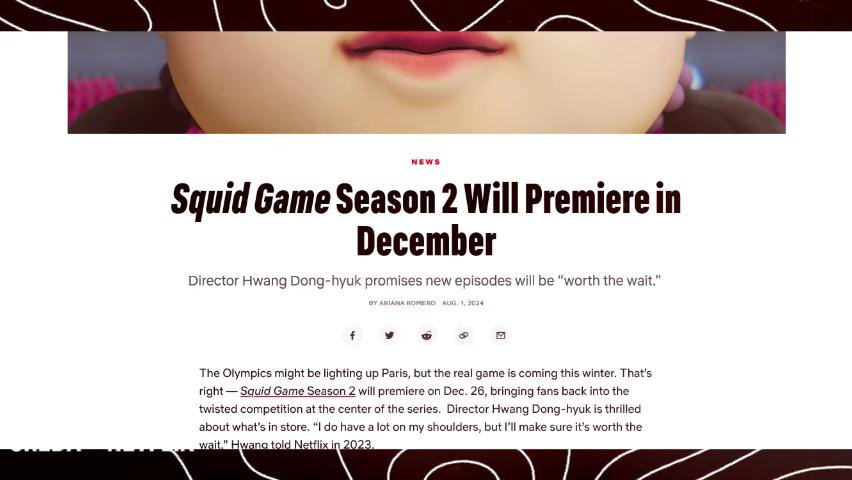 NEWS
Squid Game Season 2 Will Premiere in
December
Director Hwang Dong-hyuk promises new episodes will be “worth the wait.”
BY ARIANA ROMERO AUG. 1, 2024
The Olympics might be lighting up Paris, but the real game is coming this winter. That's
right — Squid Game Season 2 will premiere on Dec. 26, bringing fans back into the
twisted competition at the center of the series. Director Hwang Dong-hyuk is thrilled
about what's in store. “I do have a lot on my shoulders, but I'll make sure it's worth the
wait,” Hwang told Netflix in 2023.